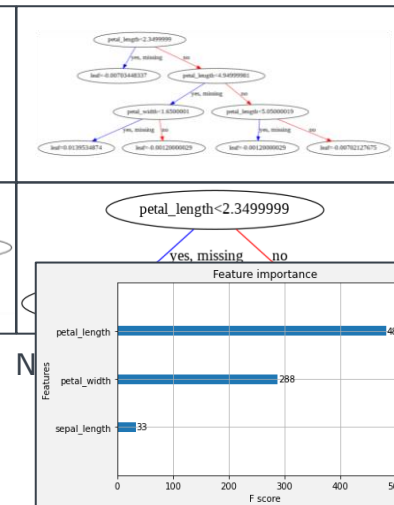 petal_length<2.3499999
yes, missing no
leaf=-0.00703448337 petal_length<4.94999981
yes, missing no
petal_width<1.6500001 petal_length<5.05000019
yes, missing no yes, missing no
leaf=0.0139534874 leaf=-0.00120000029 leaf=-0.00120000029 leaf=-0.00702127675
petal_length<2.3499999
yes, missing no
N
Feature importance
Features
petal_length
petal_width 288
sepal_length 33
0 100 200 300 400
F score